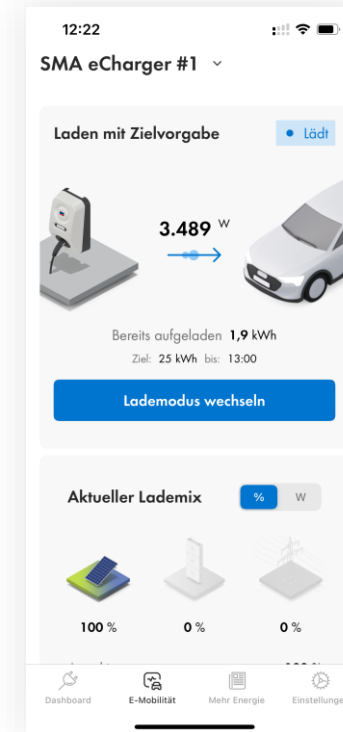 12:22
SMA eCharger #1
Laden mit Zielvorgabe
Lädt
3.489 W
Bereits aufgeladen 1,9 kWh
Ziel: 25 kWh bis: 13:00
Lademodus wechseln
Aktueller Lademix
% W
100 % 0 % 0 %
Dashboard E-Mobilität Mehr Energie Einstellunge